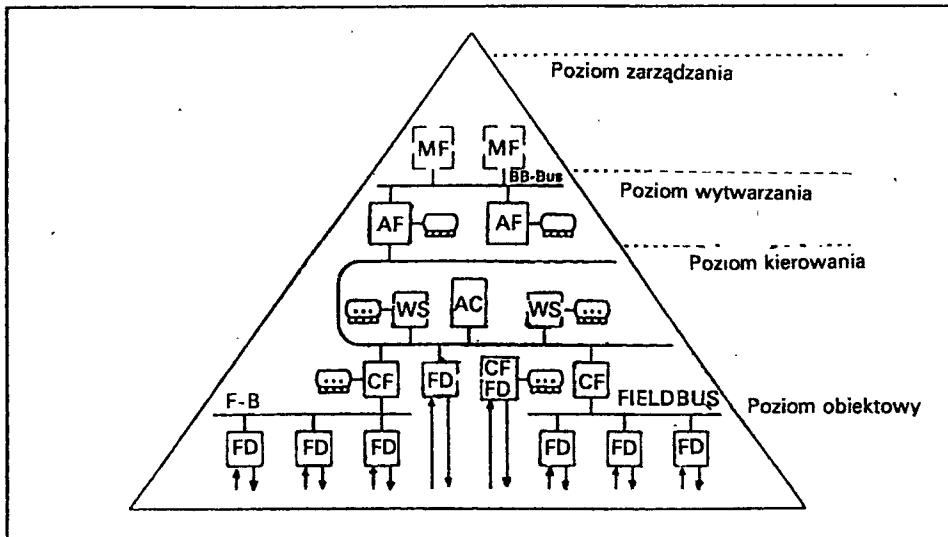 Poziom zarządzania
MF MF
BB-Bus
Poziom wytwarzania
AF AF
Poziom kierowania
WS AC WS
CF FD CF FD CF
F-B FIELDBUS Poziom obiektowy
FD FD FD FD FD FD